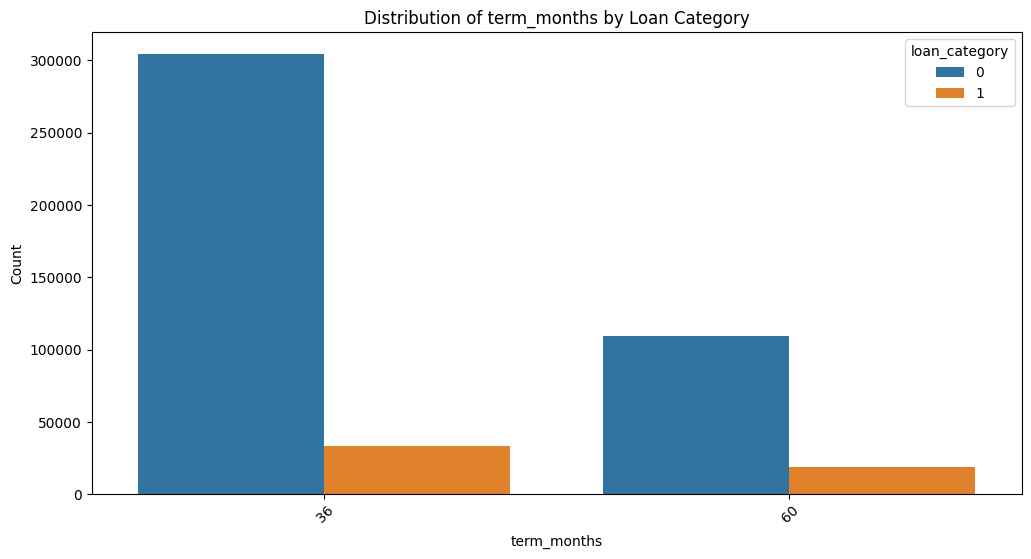 Distribution of term_months by Loan Category
loan_category
0
1
300000
250000
200000
150000
100000
50000
0
Count
36
60
term_months